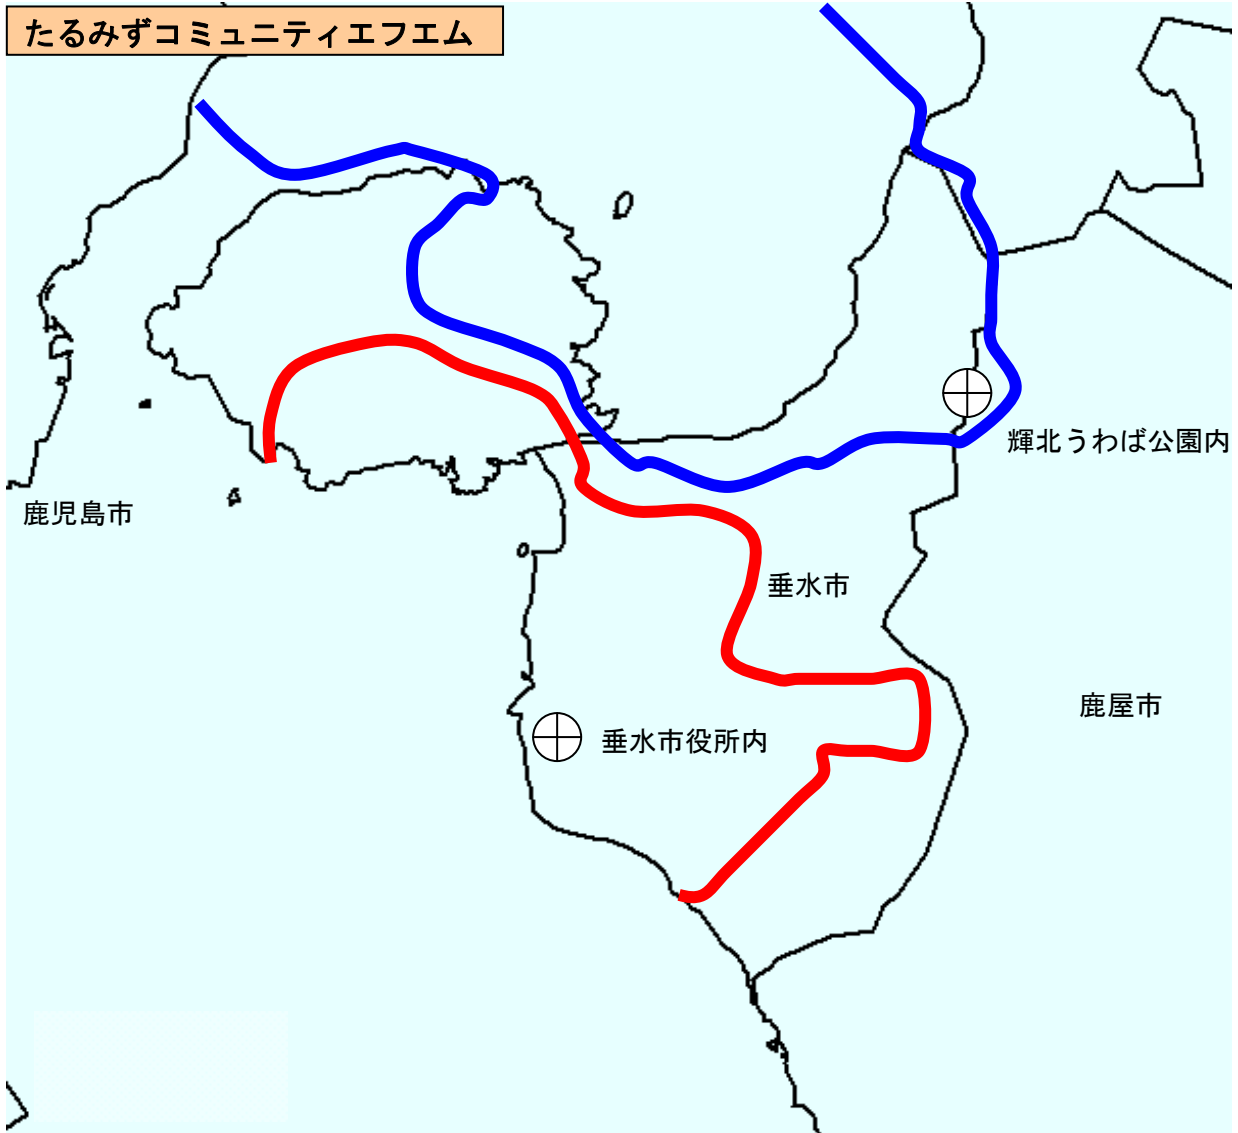 たるみずコミュニティエフエム
輝北うわば公園内
鹿児島市
垂水市
鹿屋市
垂水市役所内